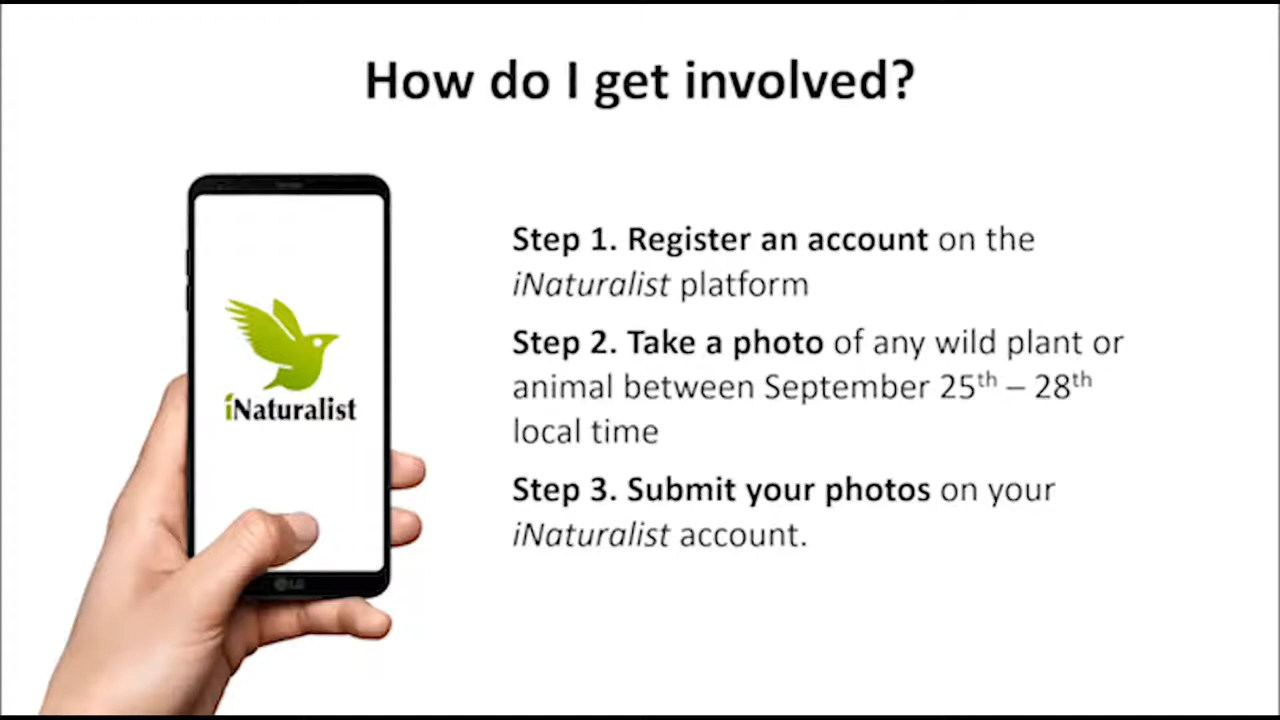 How do I get involved?
iNaturalist
LG
Step 1. Register an account on the
iNaturalist platform
Step 2. Take a photo of any wild plant or
animal between September 25th – 28th
local time
Step 3. Submit your photos on your
iNaturalist account.